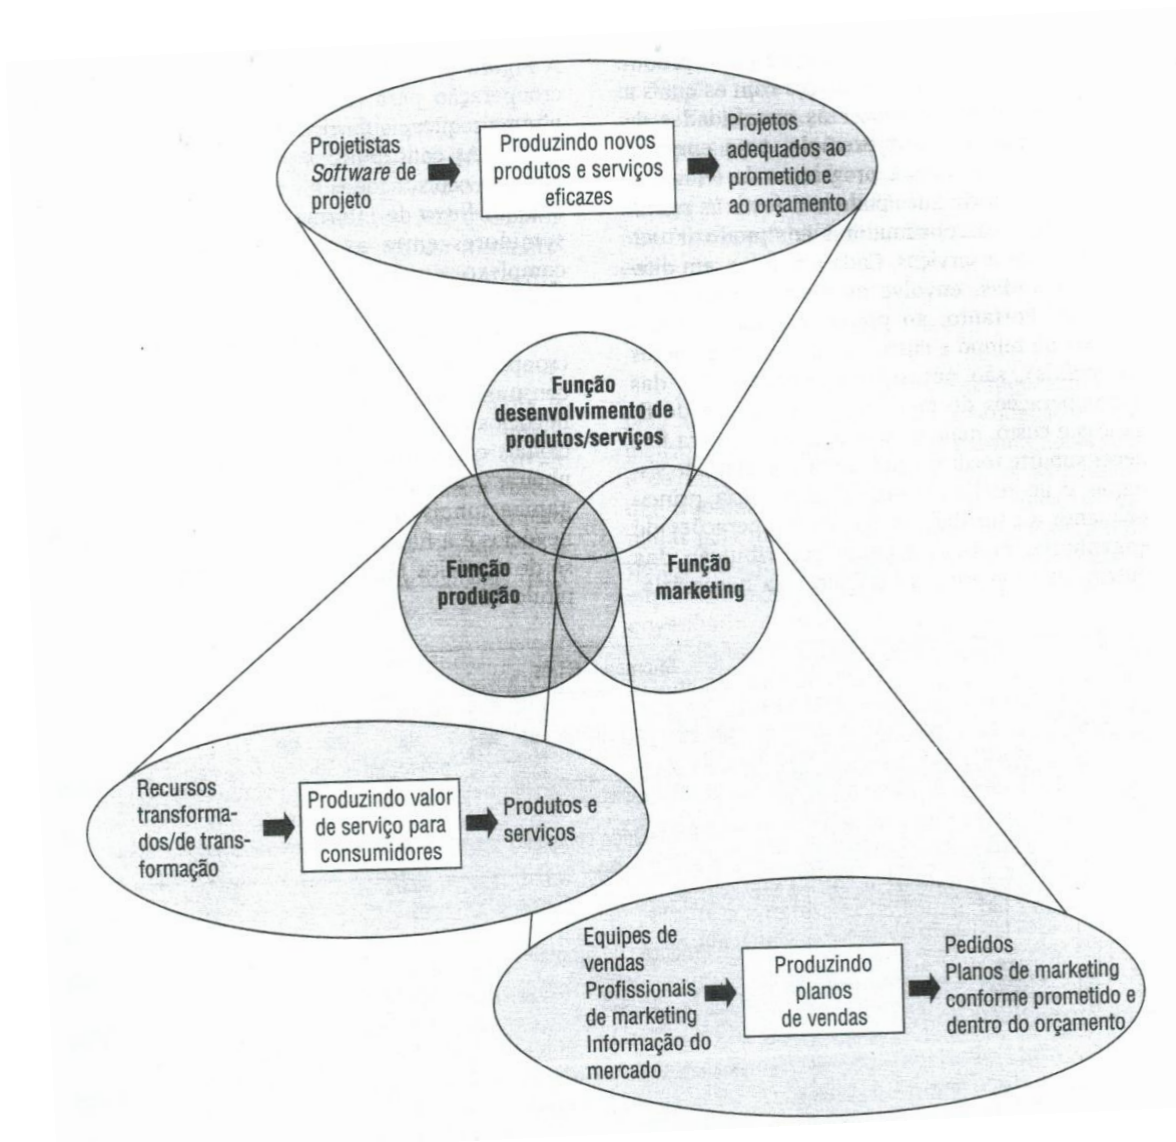 Projetistas
Software de
projeto
Produzindo novos
produtos e serviços
eficazes
Projetos
adequados ao
prometido e
ao orçamento
Função
desenvolvimento de
produtos/serviços
Função
produção
Função
marketing
Recursos
transforma-
dos/de trans-
formação
Produzindo valor
de serviço para
consumidores
Produtos e
serviços
Equipes de
vendas
Profissionais
de marketing
Informação do
mercado
Produzindo
planos
de vendas
Pedidos
Planos de marketing
conforme prometido e
dentro do orçamento